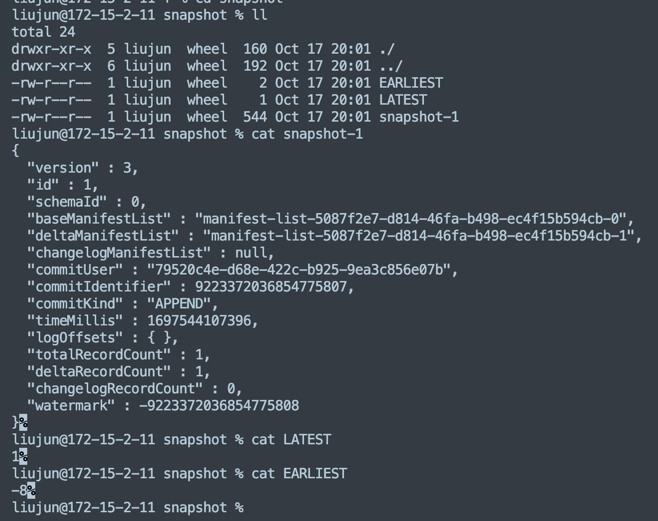 liujun@172-15-2-11 snapshot % ll
total 24
drwxr-xr-x  5 liujun  wheel  160 Oct 17 20:01 ./
drwxr-xr-x  6 liujun  wheel  192 Oct 17 20:01 ../
-rw-r--r--  1 liujun  wheel    2 Oct 17 20:01 EARLIEST
-rw-r--r--  1 liujun  wheel    1 Oct 17 20:01 LATEST
-rw-r--r--  1 liujun  wheel  544 Oct 17 20:01 snapshot-1
liujun@172-15-2-11 snapshot % cat snapshot-1
{
  "version" : 3,
  "id" : 1,
  "schemaId" : 0,
  "baseManifestList" : "manifest-list-5087f2e7-d814-46fa-b498-ec4f15b594cb-0",
  "deltaManifestList" : "manifest-list-5087f2e7-d814-46fa-b498-ec4f15b594cb-1",
  "changelogManifestList" : null,
  "commitUser" : "79520c4e-d68e-422c-b925-9ea3c856e07b",
  "commitIdentifier" : 9223372036854775807,
  "commitKind" : "APPEND",
  "timeMillis" : 1697544107396,
  "logOffsets" : { },
  "totalRecordCount" : 1,
  "deltaRecordCount" : 1,
  "changelogRecordCount" : 0,
  "watermark" : -9223372036854775808
}%
liujun@172-15-2-11 snapshot % cat LATEST
1%
liujun@172-15-2-11 snapshot % cat EARLIEST
-8%
liujun@172-15-2-11 snapshot %